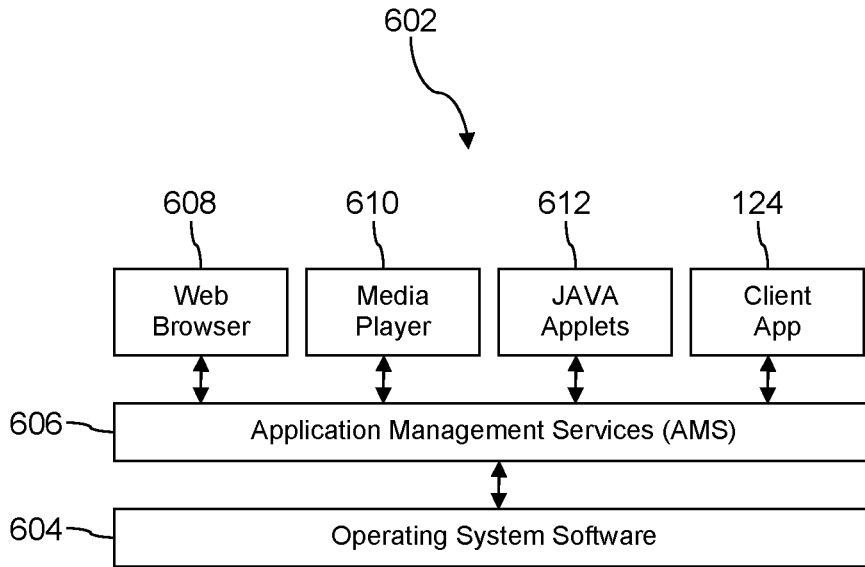 602
608
610
612
124
Web
Browser
Media
Player
JAVA
Applets
Client
App
606
Application Management Services (AMS)
604
Operating System Software